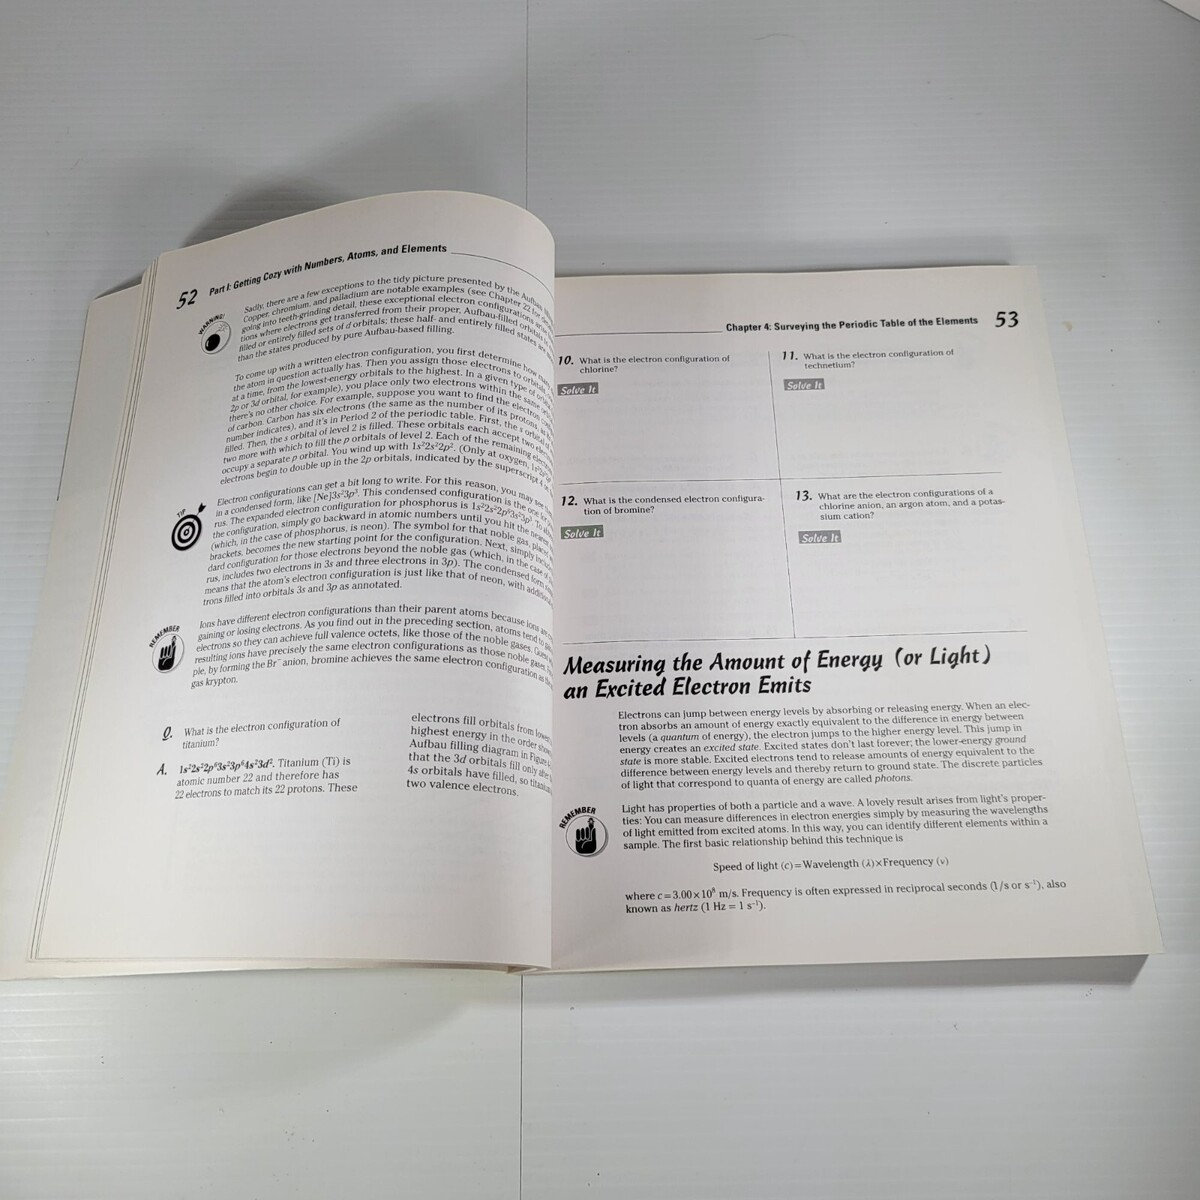 52 Part I: Getting Cozy with Numbers, Atoms, and Elements
WARNING!
Sadly, there are a few exceptions to the tidy picture presented by the Aufbau
Copper, chromium, and palladium are notable examples (see Chapter 22 for
going into teeth-grinding detail, these exceptional electron configurations
tions where electrons get transferred from their proper, Aufbau-filled orbitals
filled or entirely filled sets of d orbitals; these half- and entirely filled states are
than the states produced by pure Aufbau-based filling.
To come up with a written electron configuration, you first determine how
the atom in question actually has. Then you assign those electrons to
at a time, from the lowest-energy orbitals to the highest. In a given type of
2p or 3d orbital, for example), you place only two electrons within the same
there's no other choice. For example, suppose you want to find the electron
of carbon. Carbon has six electrons (the same as the number of its protons,
number indicates), and it's in Period 2 of the periodic table. First, the s orbital
filled. Then, the s orbital of level 2 is filled. These orbitals each accept two
two more with which to fill the p orbitals of level 2. Each of the remaining
occupy a separate p orbital. You wind up with 1s²2s²2p². (Only at oxygen,
electrons begin to double up in the 2p orbitals, indicated by the superscript 4
TIP
Electron configurations can get a bit long to write. For this reason, you may see
in a condensed form, like [Ne]3s²3p³. This condensed configuration is the one
rus. The expanded electron configuration for phosphorus is 1s²2s²2p⁶3s²3p³. To
the configuration, simply go backward in atomic numbers until you hit the
(which, in the case of phosphorus, is neon). The symbol for that noble gas,
brackets, becomes the new starting point for the configuration. Next, simply
dard configuration for those electrons beyond the noble gas (which, in the case of
rus, includes two electrons in 3s and three electrons in 3p). The condensed form
means that the atom's electron configuration is just like that of neon, with
trons filled into orbitals 3s and 3p as annotated.
REMEMBER
Ions have different electron configurations than their parent atoms because ions are
gaining or losing electrons. As you find out in the preceding section, atoms tend to
electrons so they can achieve full valence octets, like those of the noble gases.
resulting ions have precisely the same electron configurations as those noble gases.
ple, by forming the Br⁻ anion, bromine achieves the same electron configuration as
gas krypton.
Q. What is the electron configuration of
titanium?
A. 1s²2s²2p⁶3s²3p⁶4s²3d². Titanium (Ti) is
atomic number 22 and therefore has
22 electrons to match its 22 protons. These
electrons fill orbitals from
highest energy in the order
Aufbau filling diagram in
that the 3d orbitals fill only
4s orbitals have filled, so
two valence electrons.
Chapter 4: Surveying the Periodic Table of the Elements 53
10. What is the electron configuration of
chlorine?
Solve It
11. What is the electron configuration of
technetium?
Solve It
12. What is the condensed electron configura-
tion of bromine?
Solve It
13. What are the electron configurations of a
chlorine anion, an argon atom, and a potas-
sium cation?
Solve It
Measuring the Amount of Energy (or Light)
an Excited Electron Emits
Electrons can jump between energy levels by absorbing or releasing energy. When an elec-
tron absorbs an amount of energy exactly equivalent to the difference in energy between
levels (a quantum of energy), the electron jumps to the higher energy level. This jump in
energy creates an excited state. Excited states don't last forever; the lower-energy ground
state is more stable. Excited electrons tend to release amounts of energy equivalent to the
difference between energy levels and thereby return to ground state. The discrete particles
of light that correspond to quanta of energy are called photons.
REMEMBER
Light has properties of both a particle and a wave. A lovely result arises from light's proper-
ties: You can measure differences in electron energies simply by measuring the wavelengths
of light emitted from excited atoms. In this way, you can identify different elements within a
sample. The first basic relationship behind this technique is
Speed of light (c)=Wavelength (λ)×Frequency (ν)
where c=3.00×10⁸ m/s. Frequency is often expressed in reciprocal seconds (1/s or s⁻¹), also
known as hertz (1 Hz = 1 s⁻¹).